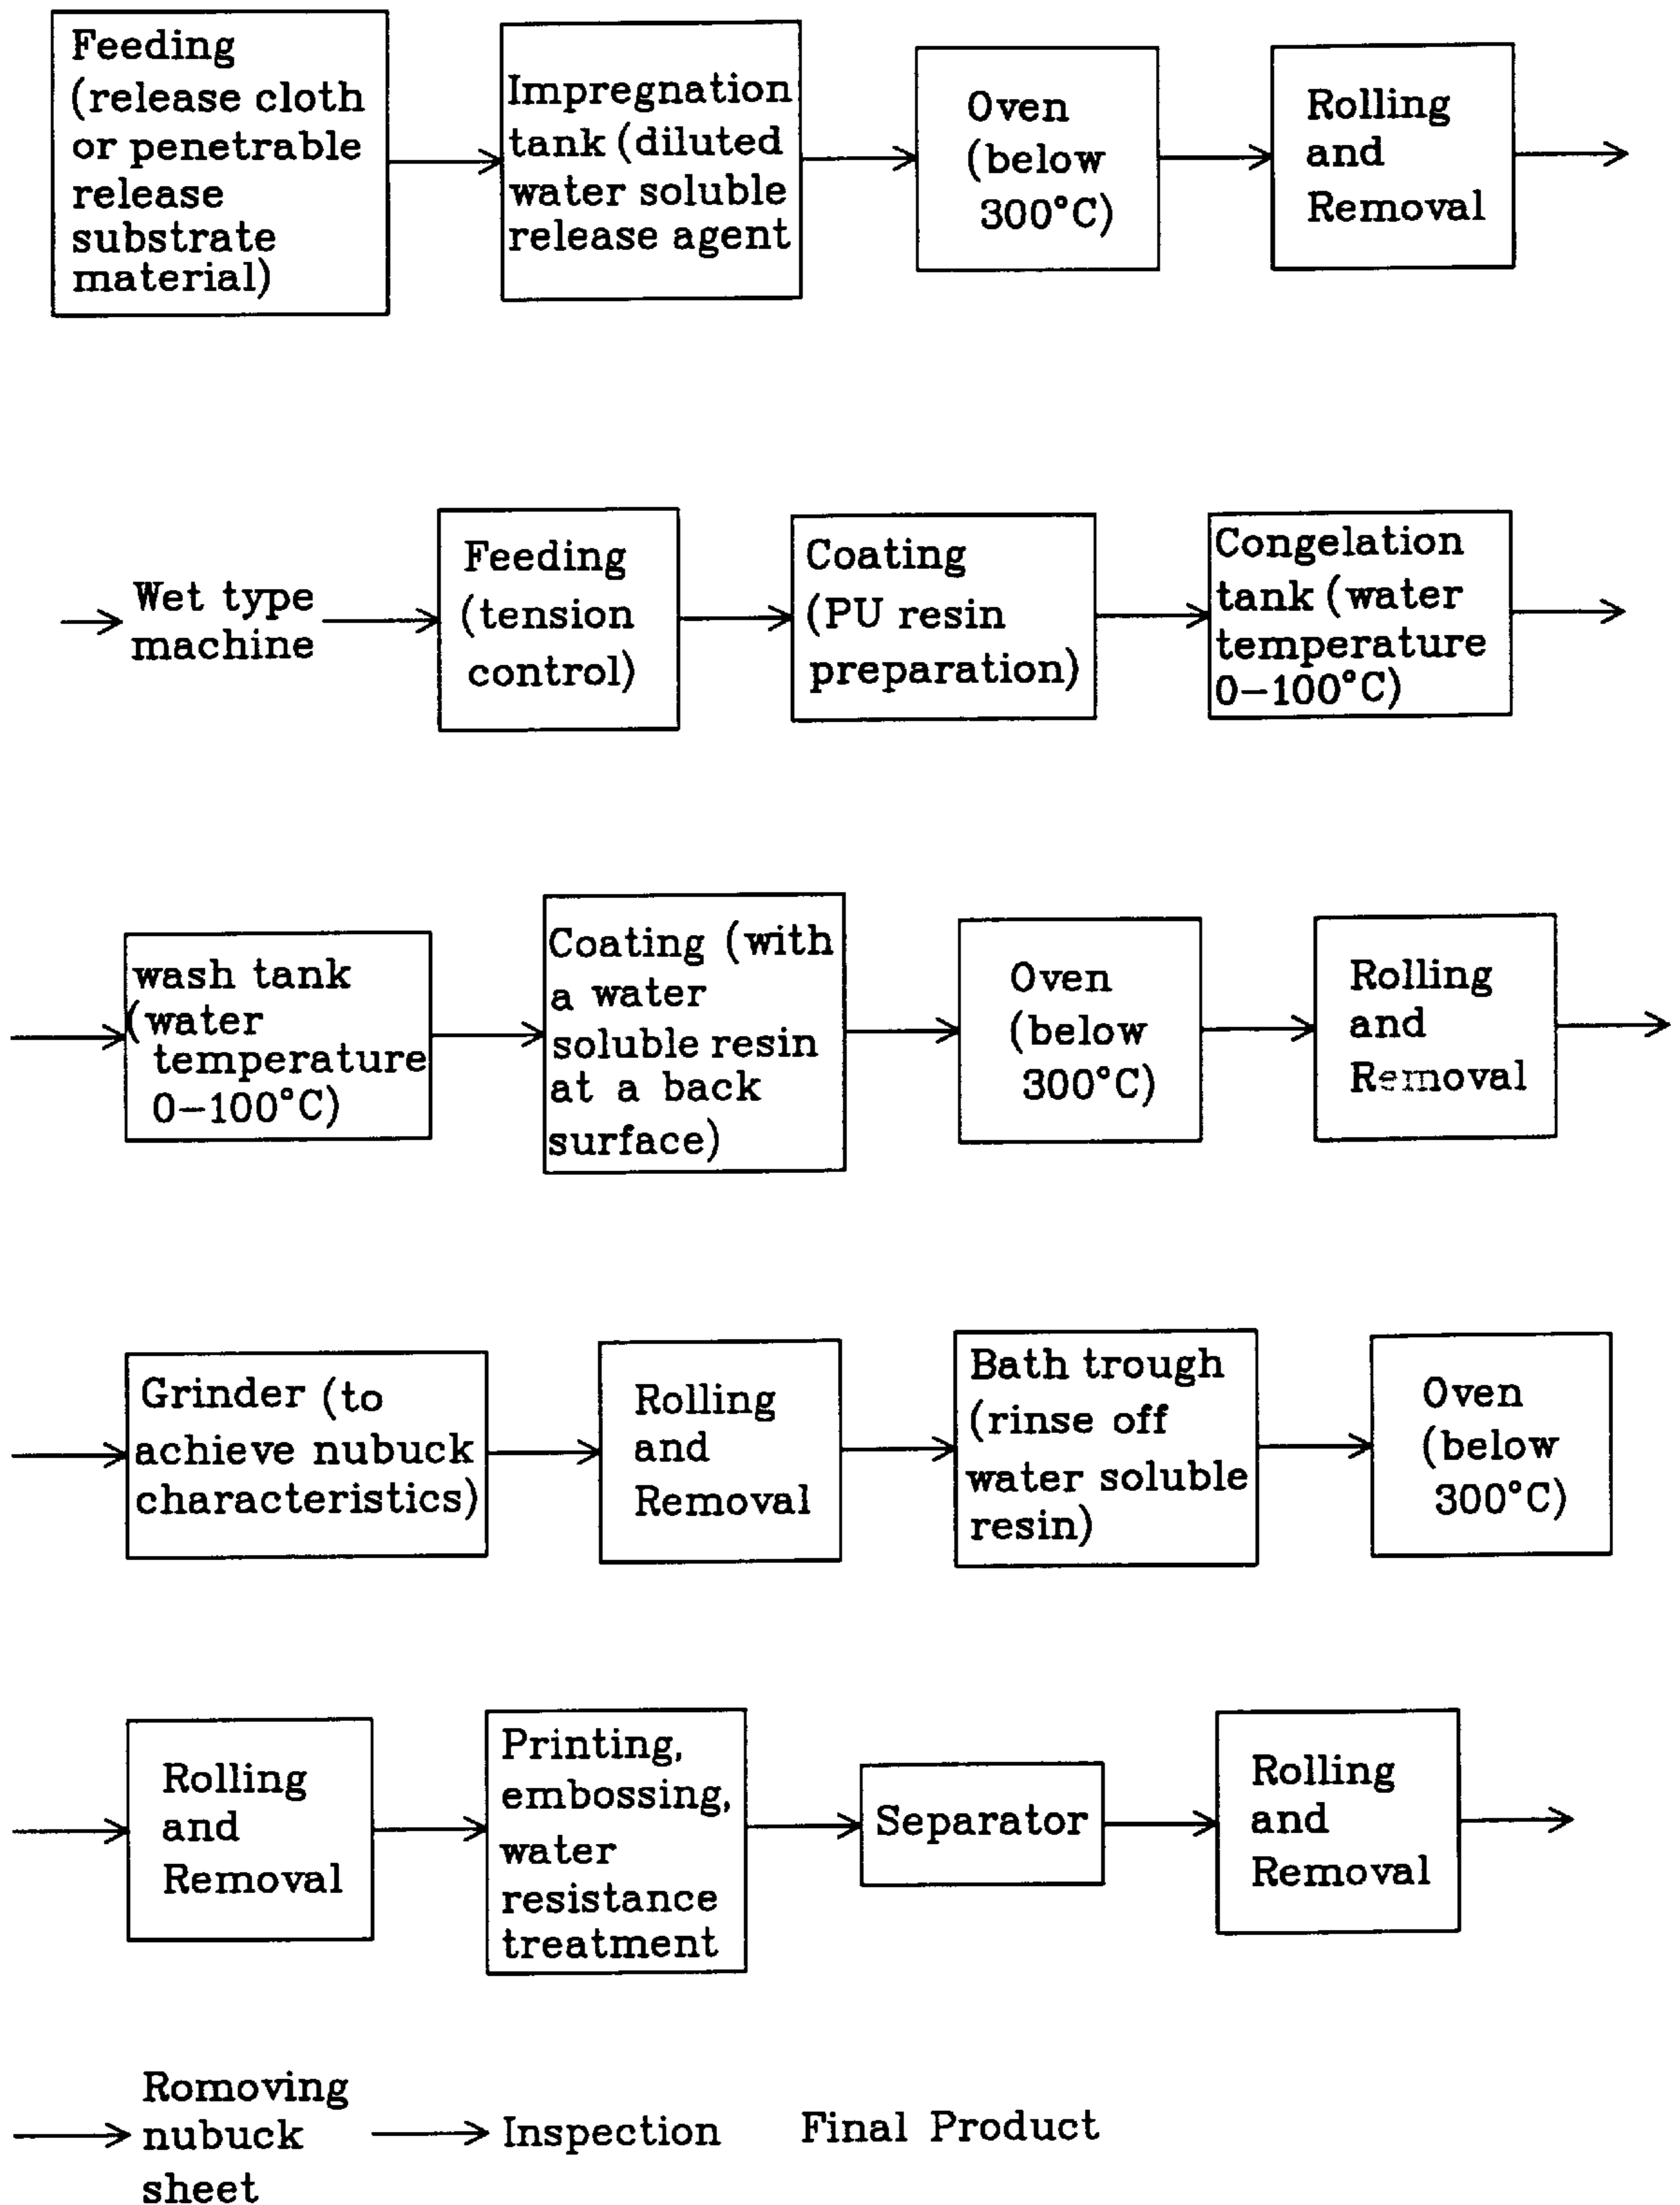 Feeding
(release cloth
or penetrable
release
substrate
material)
Impregnation
tank (diluted
water soluble
release agent
Oven
(below
300°C)
Rolling
and
Removal
Wet type
machine
Feeding
(tension
control)
Coating
(PU resin
preparation)
Congelation
tank (water
temperature
0–100°C)
wash tank
(water
temperature
0–100°C)
Coating (with
a water
soluble resin
at a back
surface)
Oven
(below
300°C)
Rolling
and
Removal
Grinder (to
achieve nubuck
characteristics)
Rolling
and
Removal
Bath trough
(rinse off
water soluble
resin)
Oven
(below
300°C)
Rolling
and
Removal
Printing,
embossing,
water
resistance
treatment
Separator
Rolling
and
Removal
Romoving
nubuck
sheet
Inspection
Final Product